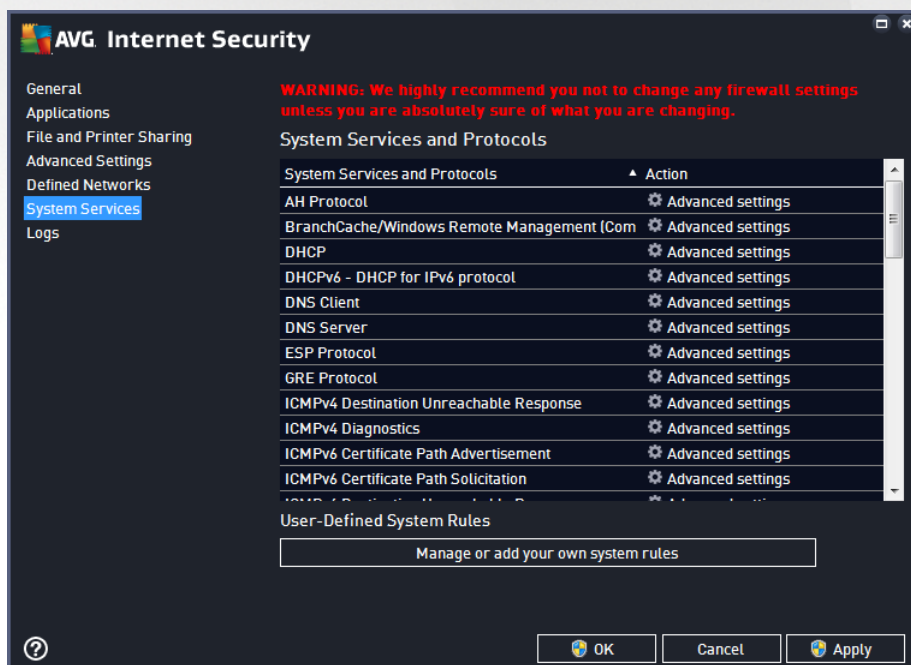 AVG Internet Security
General
Applications
File and Printer Sharing
Advanced Settings
Defined Networks
System Services
Logs
WARNING: We highly recommend you not to change any firewall settings
unless you are absolutely sure of what you are changing.
System Services and Protocols
System Services and Protocols Action
AH Protocol Advanced settings
BranchCache/Windows Remote Management (Com Advanced settings
DHCP Advanced settings
DHCPv6 - DHCP for IPv6 protocol Advanced settings
DNS Client Advanced settings
DNS Server Advanced settings
ESP Protocol Advanced settings
GRE Protocol Advanced settings
ICMPv4 Destination Unreachable Response Advanced settings
ICMPv4 Diagnostics Advanced settings
ICMPv6 Certificate Path Advertisement Advanced settings
ICMPv6 Certificate Path Solicitation Advanced settings
User-Defined System Rules
Manage or add your own system rules
? OK Cancel Apply